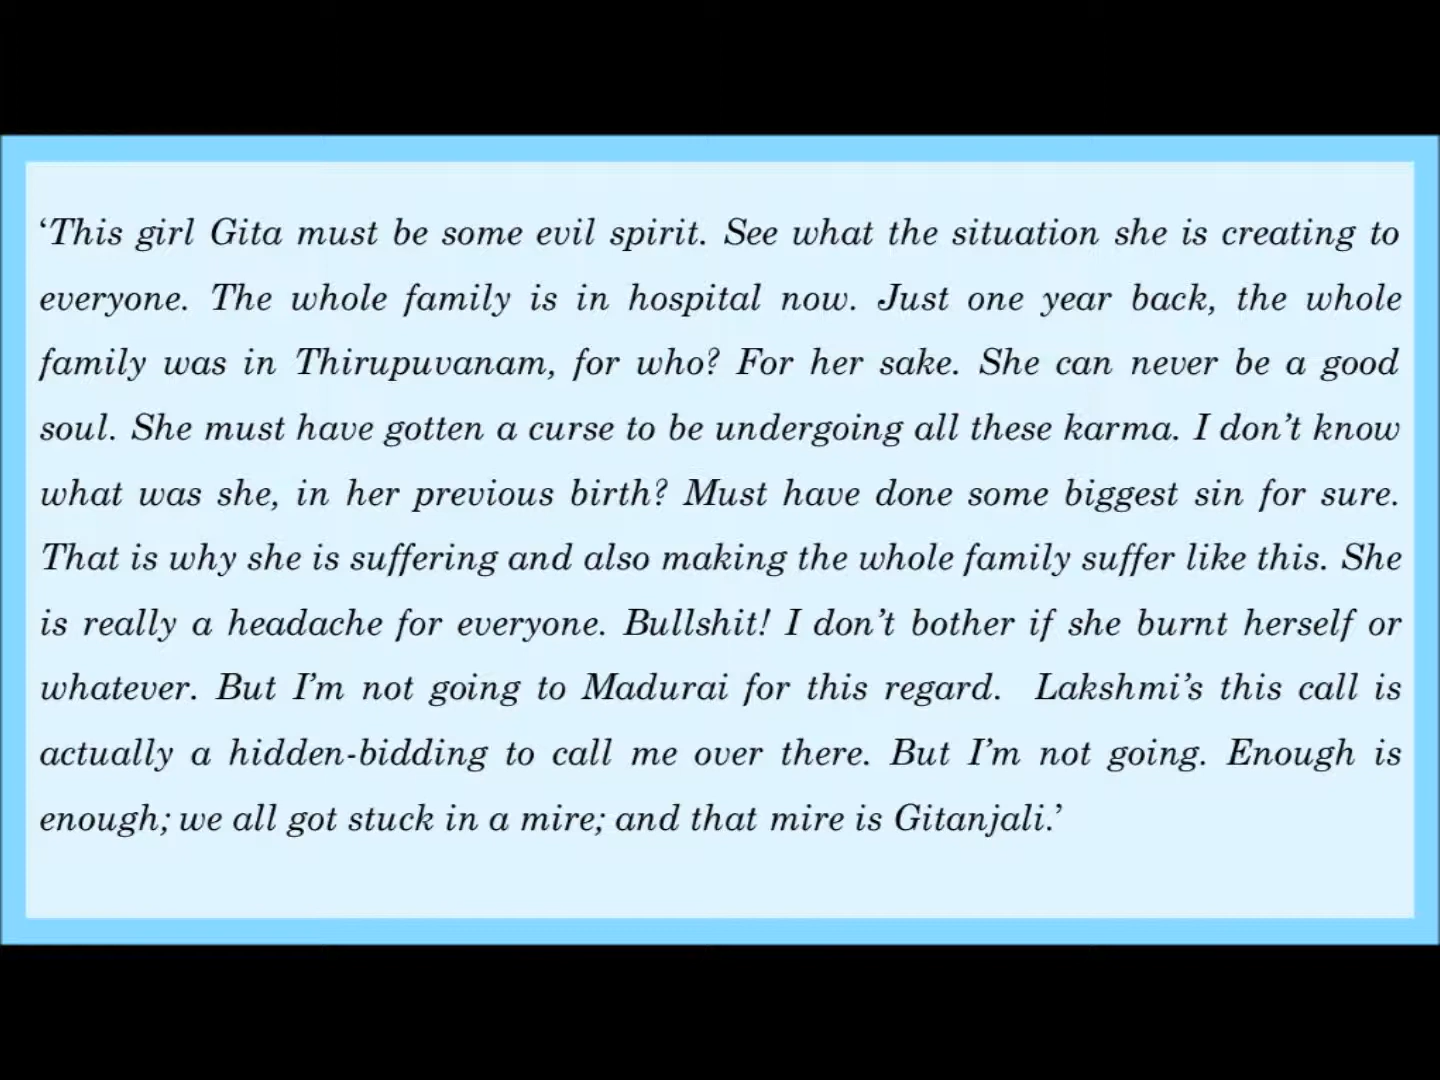 ‘This girl Gita must be some evil spirit. See what the situation she is creating to
everyone. The whole family is in hospital now. Just one year back, the whole
family was in Thirupuvanam, for who? For her sake. She can never be a good
soul. She must have gotten a curse to be undergoing all these karma. I don’t know
what was she, in her previous birth? Must have done some biggest sin for sure.
That is why she is suffering and also making the whole family suffer like this. She
is really a headache for everyone. Bullshit! I don’t bother if she burnt herself or
whatever. But I’m not going to Madurai for this regard.  Lakshmi’s this call is
actually a hidden-bidding to call me over there. But I’m not going. Enough is
enough; we all got stuck in a mire; and that mire is Gitanjali.’